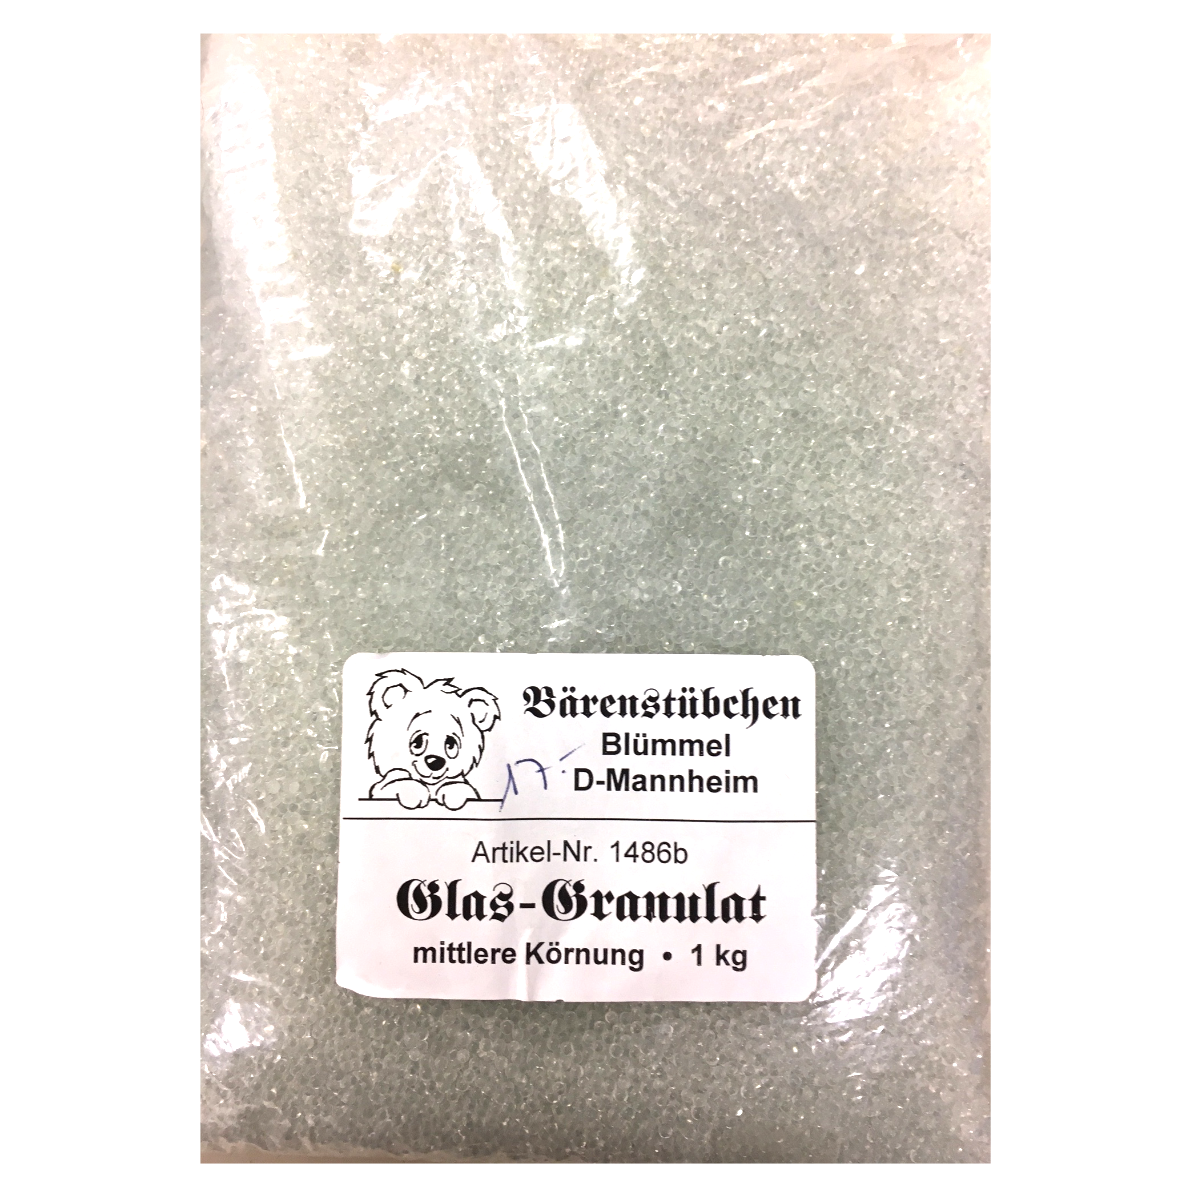 Bärenstübchen
Blümmel
17.-
D-Mannheim
Artikel-Nr. 1486b
Glas-Granulat
mittlere Körnung • 1 kg